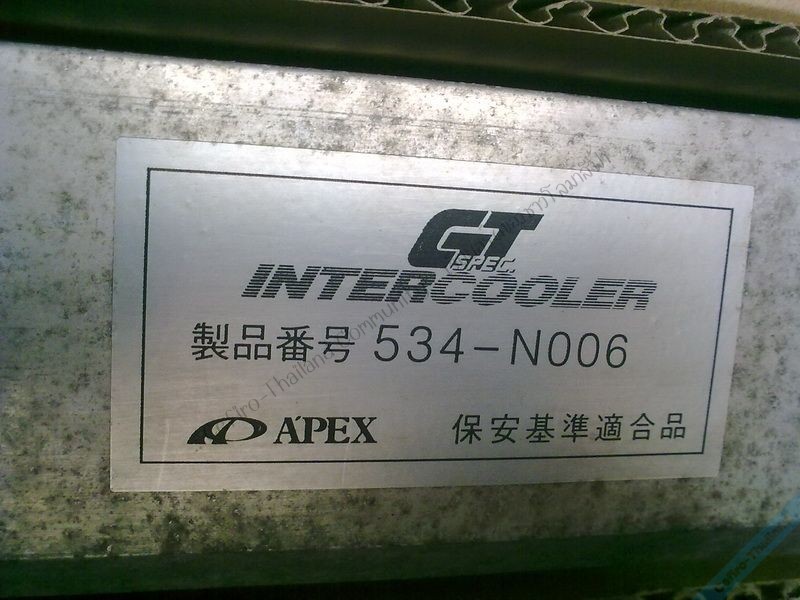 GT
SPEC.
INTERCOOLER
製品番号 534-N006
A'PEX 保安基準適合品